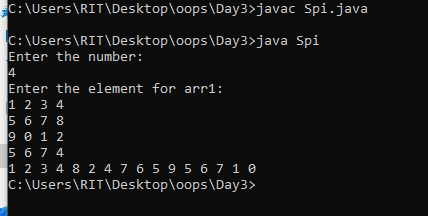 C:\Users\RIT\Desktop\oops\Day3>javac Spi.java
C:\Users\RIT\Desktop\oops\Day3>java Spi
Enter the number:
4
Enter the element for arr1:
1 2 3 4
5 6 7 8
9 0 1 2
5 6 7 4
1 2 3 4 8 2 4 7 6 5 9 5 6 7 1 0
C:\Users\RIT\Desktop\oops\Day3>